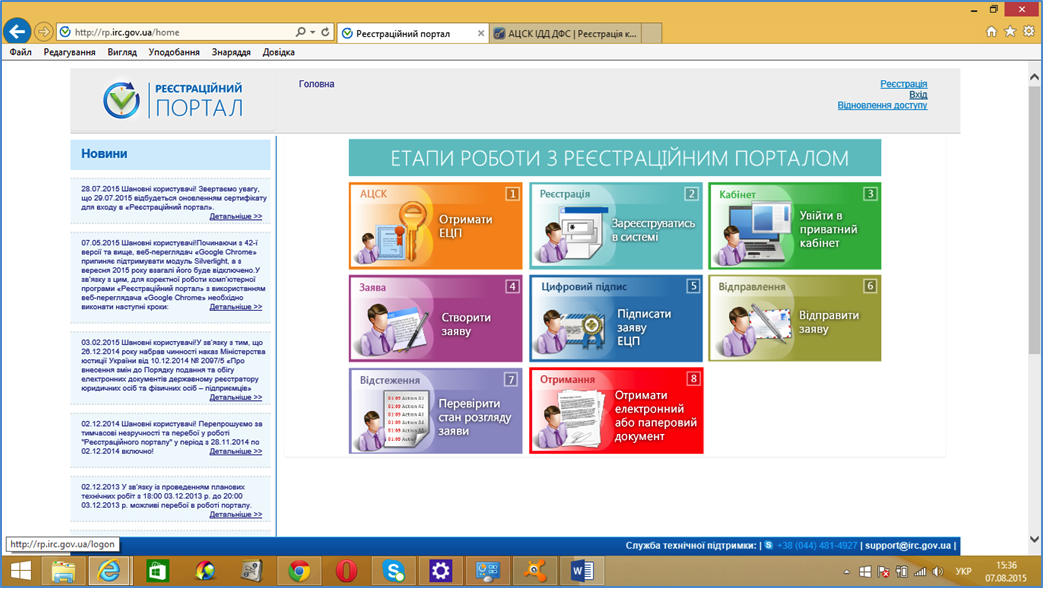 http://rp.irc.gov.ua/home
Реєстраційний портал
АЦСК ІДД ДФС | Реєстрація к...
Файл Редагування Вигляд Уподобання Знаряддя Довідка
РЕЄСТРАЦІЙНИЙ
ПОРТАЛ
Головна
Реєстрація
Вхід
Відновлення доступу
Новини
28.07.2015 Шановні користувачі! Звертаємо увагу,
що 29.07.2015 відбудеться оновленням сертифікату
для входу в «Реєстраційний портал».
Детальніше >>
07.05.2015 Шановні користувачі!Починаючи з 42-ї
версії та вище, веб-переглядач «Google Chrome»
припиняє підтримувати модуль Silverlight, а з
вересня 2015 року взагалі його буде відключено.У
зв'язку з цим, для коректної роботи комп'ютерної
програми «Реєстраційний портал » з використанням
веб-переглядача «Google Chrome» необхідно
виконати наступні кроки: Детальніше >>
03.02.2015 Шановні користувачі!У зв'язку з тим, що
26.12.2014 року набрав чинності наказ Міністерства
юстиції України від 10.12.2014 № 2097/5 «Про
внесення змін до Порядку подання та обігу
електронних документів державному реєстратору
юридичних осіб та фізичних осіб – підприємців»
Детальніше >>
02.12.2014 Шановні користувачі! Перепрошуємо за
тимчасові незручності та перебої у роботі
"Реєстраційного порталу" у період з 28.11.2014 по
02.12.2014 включно! Детальніше >>
02.12.2013 У зв'язку із проведенням планових
технічних робіт з 18:00 03.12.2013 р. до 20:00
03.12.2013 р. можливі перебої в роботі порталу.
Детальніше >>
ЕТАПИ РОБОТИ З РЕЄСТРАЦІЙНИМ ПОРТАЛОМ
АЦСК 1
Отримати
ЕЦП
Реєстрація 2
Зареєструватись
в системі
Кабінет 3
Увійти в
приватний
кабінет
Заява 4
Створити
заяву
Цифровий підпис 5
Підписати
заяву
ЕЦП
Відправлення 6
Відправити
заяву
Відстеження 7
Перевірити
стан розгляду
заяви
Отримання 8
Отримати
електронний
або паперовий
документ
http://rp.irc.gov.ua/logon
Служба технічної підтримки: | +38 (044) 481-4927 | support@irc.gov.ua |
УКР
15:36
07.08.2015